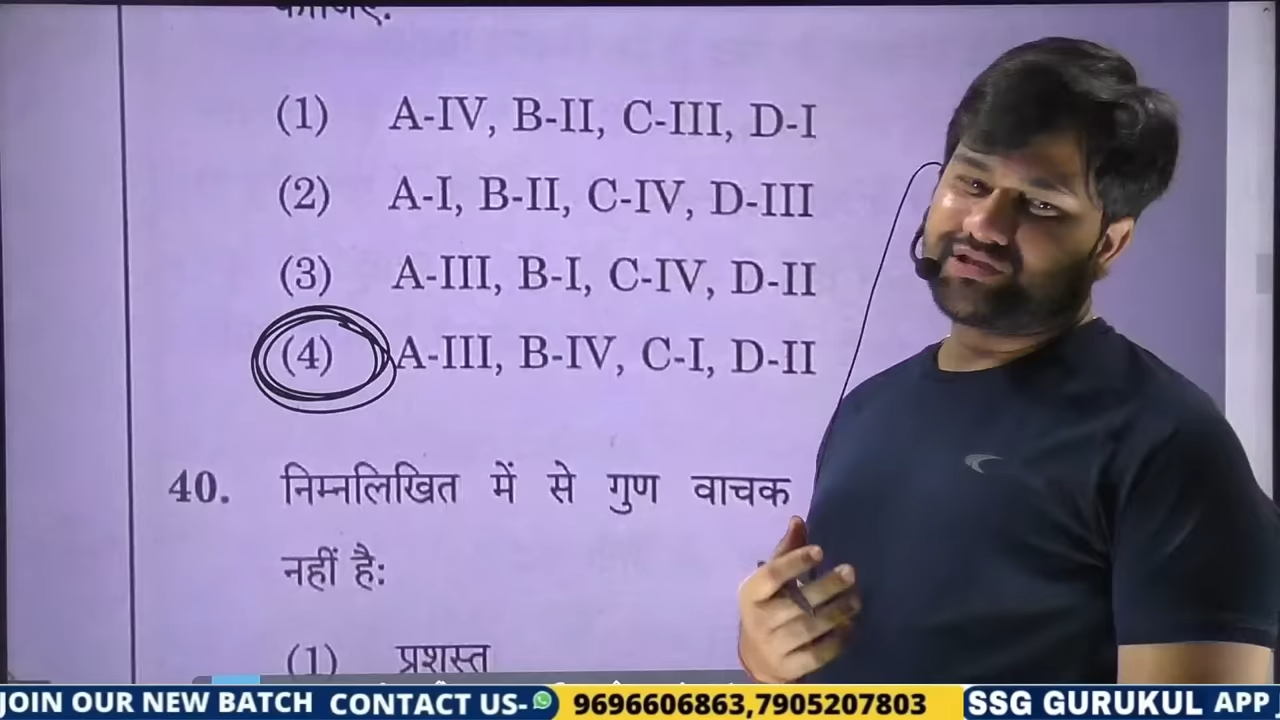 (1) A-IV, B-II, C-III, D-I
(2) A-I, B-II, C-IV, D-III
(3) A-III, B-I, C-IV, D-II
(4) A-III, B-IV, C-I, D-II
40. निम्नलिखित में से गुण वाचक
नहीं है:
(1) प्रशस्त
JOIN OUR NEW BATCH CONTACT US- 9696606863,7905207803 SSG GURUKUL APP